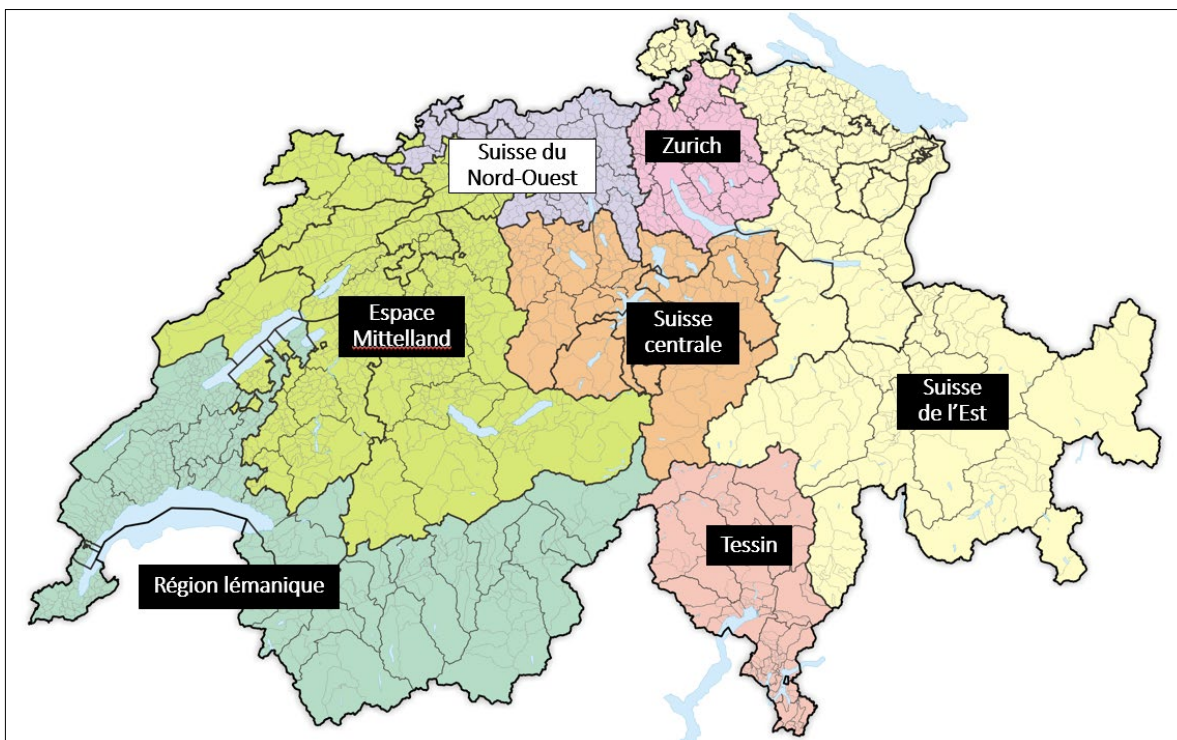 Suisse du
Nord-Ouest
Zurich
Espace
Mittelland
Suisse
centrale
Suisse
de l'Est
Tessin
Région lémanique